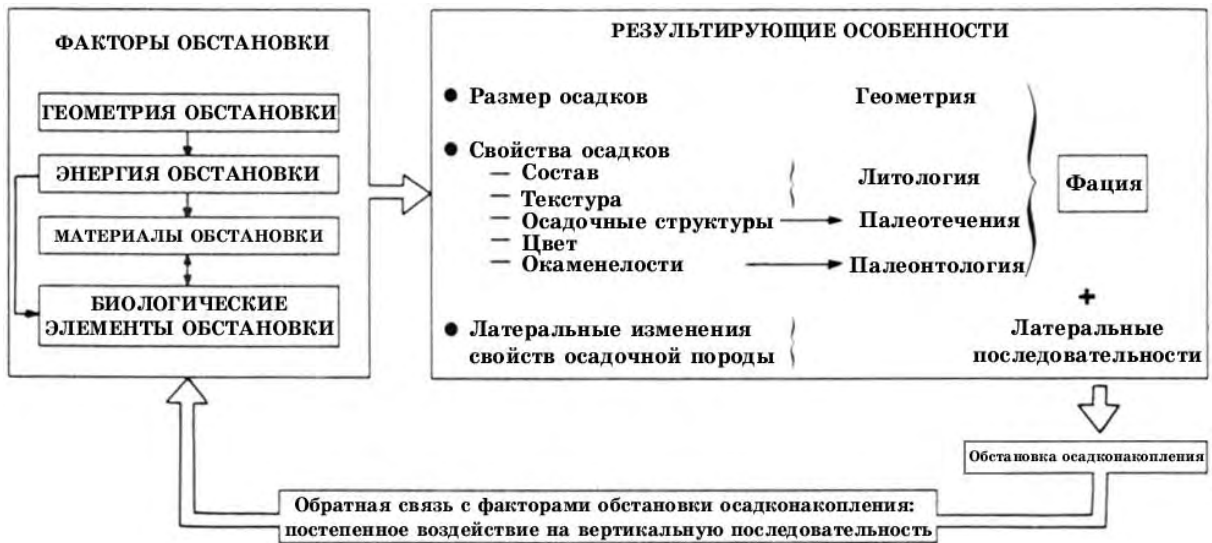 ФАКТОРЫ ОБСТАНОВКИ
ГЕОМЕТРИЯ ОБСТАНОВКИ
ЭНЕРГИЯ ОБСТАНОВКИ
МАТЕРИАЛЫ ОБСТАНОВКИ
БИОЛОГИЧЕСКИЕ
ЭЛЕМЕНТЫ ОБСТАНОВКИ
РЕЗУЛЬТИРУЮЩИЕ ОСОБЕННОСТИ
● Размер осадков
Геометрия
● Свойства осадков
— Состав
— Текстура
Литология
— Осадочные структуры
Палеотечения
— Цвет
— Окаменелости
Палеонтология
Фация
+
● Латеральные изменения
свойств осадочной породы
Латеральные
последовательности
Обстановка осадконакопления
Обратная связь с факторами обстановки осадконакопления:
постепенное воздействие на вертикальную последовательность